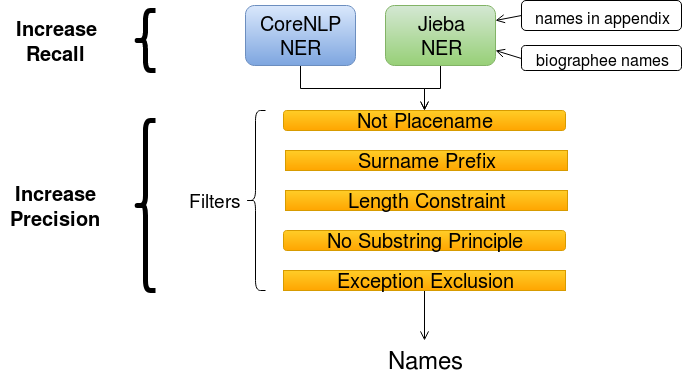 Increase
Recall
CoreNLP
NER
Jieba
NER
names in appendix
biographee names
Increase
Precision
Filters
Not Placename
Surname Prefix
Length Constraint
No Substring Principle
Exception Exclusion
Names